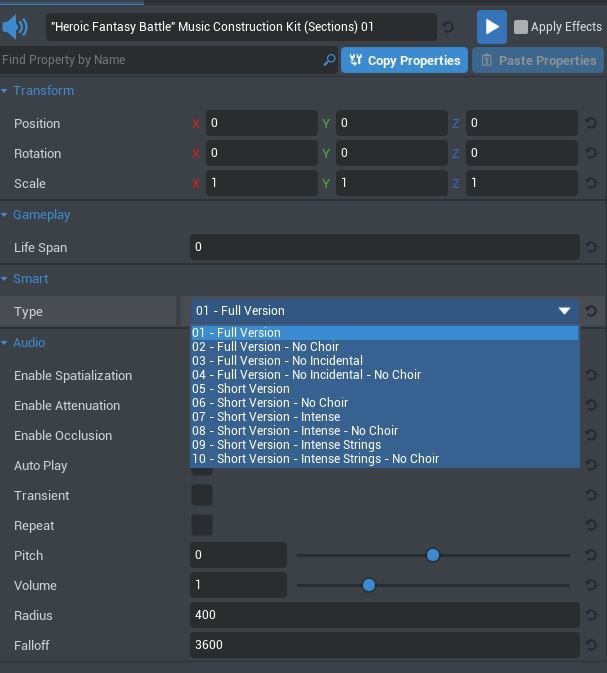 "Heroic Fantasy Battle" Music Construction Kit (Sections) 01
Apply Effects
Find Property by Name
Copy Properties
Paste Properties
Transform
Position X 0 Y 0 Z 0
Rotation X 0 Y 0 Z 0
Scale X 1 Y 1 Z 1
Gameplay
Life Span 0
Smart
Type 01 - Full Version
01 - Full Version
02 - Full Version - No Choir
03 - Full Version - No Incidental
04 - Full Version - No Incidental - No Choir
05 - Short Version
06 - Short Version - No Choir
07 - Short Version - Intense
08 - Short Version - Intense - No Choir
09 - Short Version - Intense Strings
10 - Short Version - Intense Strings - No Choir
Audio
Enable Spatialization
Enable Attenuation
Enable Occlusion
Auto Play
Transient
Repeat
Pitch 0
Volume 1
Radius 400
Falloff 3600